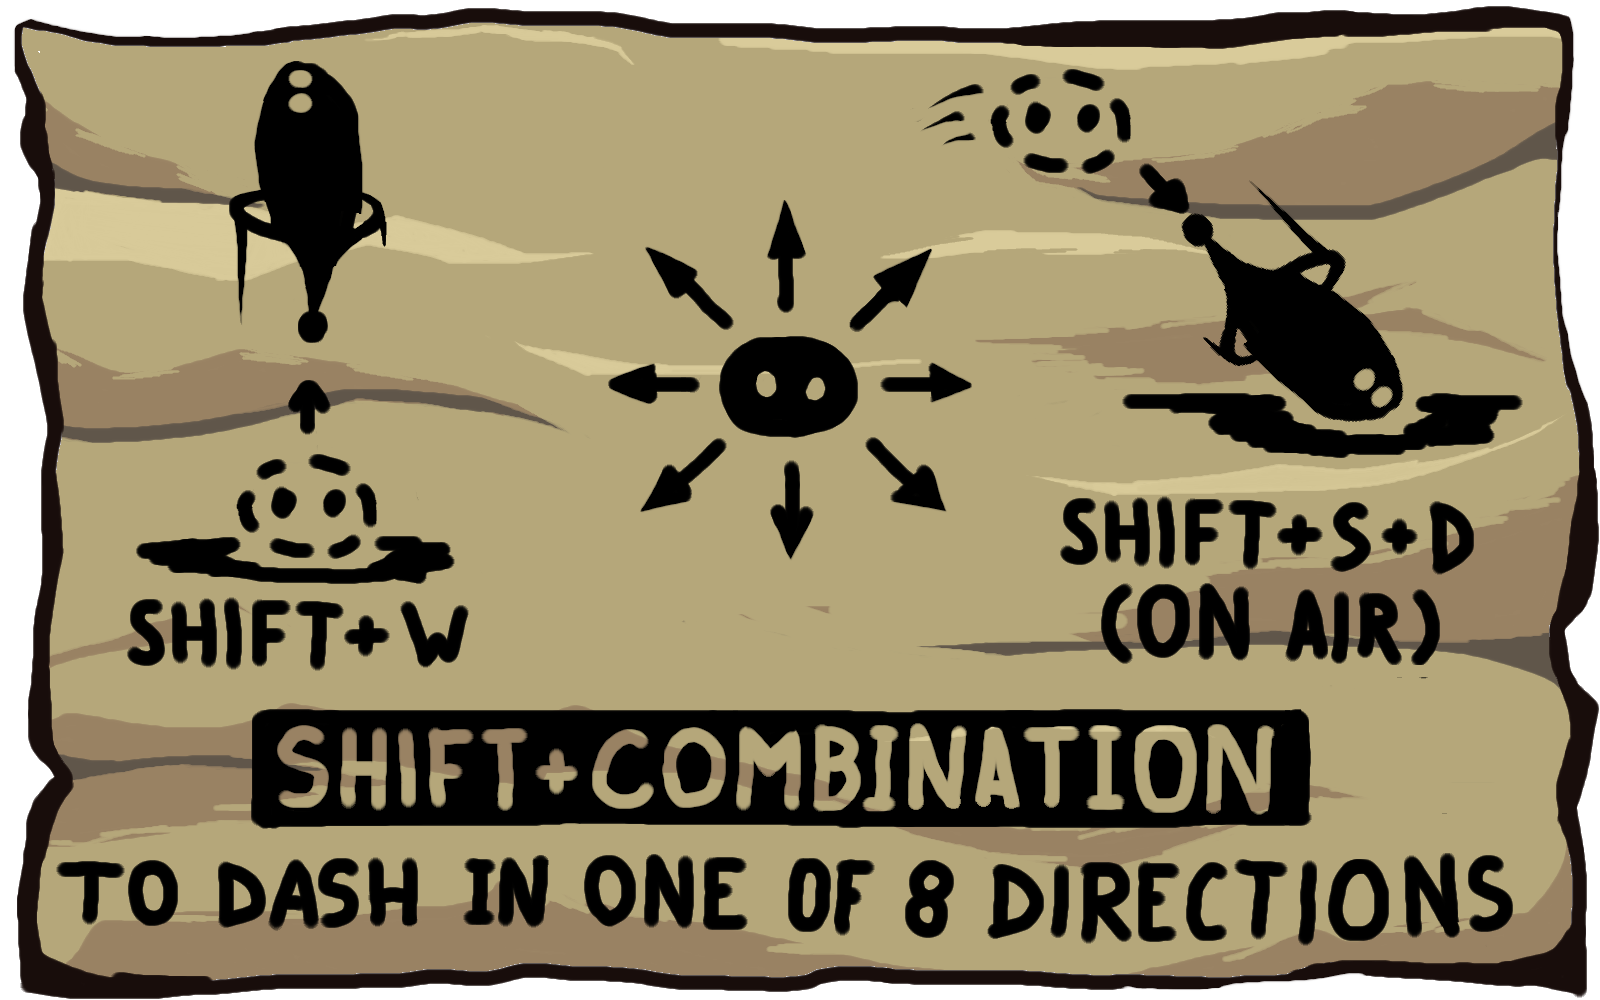 SHIFT+W
SHIFT+S+D
(ON AIR)
SHIFT+COMBINATION
TO DASH IN ONE OF 8 DIRECTIONS